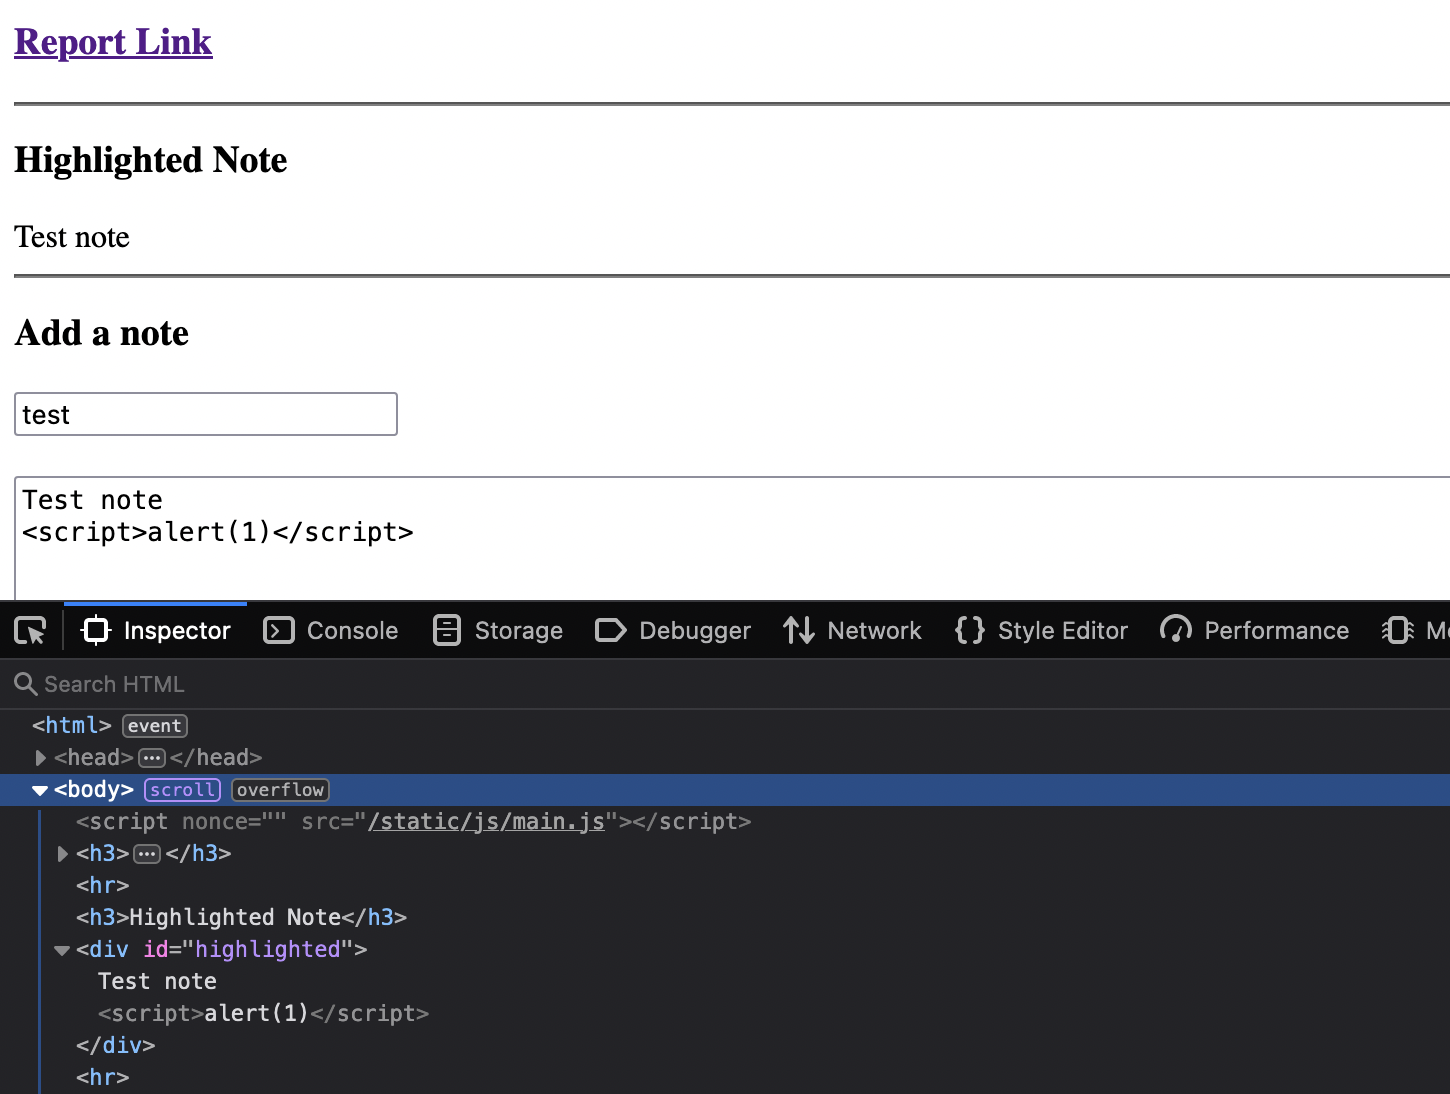 Report Link
Highlighted Note
Test note
Add a note
test
Test note
<script>alert(1)</script>
Inspector Console Storage Debugger Network Style Editor Performance
Search HTML
<html> event
<head>...</head>
<body> scroll overflow
<script nonce="" src="/static/js/main.js"></script>
<h3>...</h3>
<hr>
<h3>Highlighted Note</h3>
<div id="highlighted">
Test note
<script>alert(1)</script>
</div>
<hr>